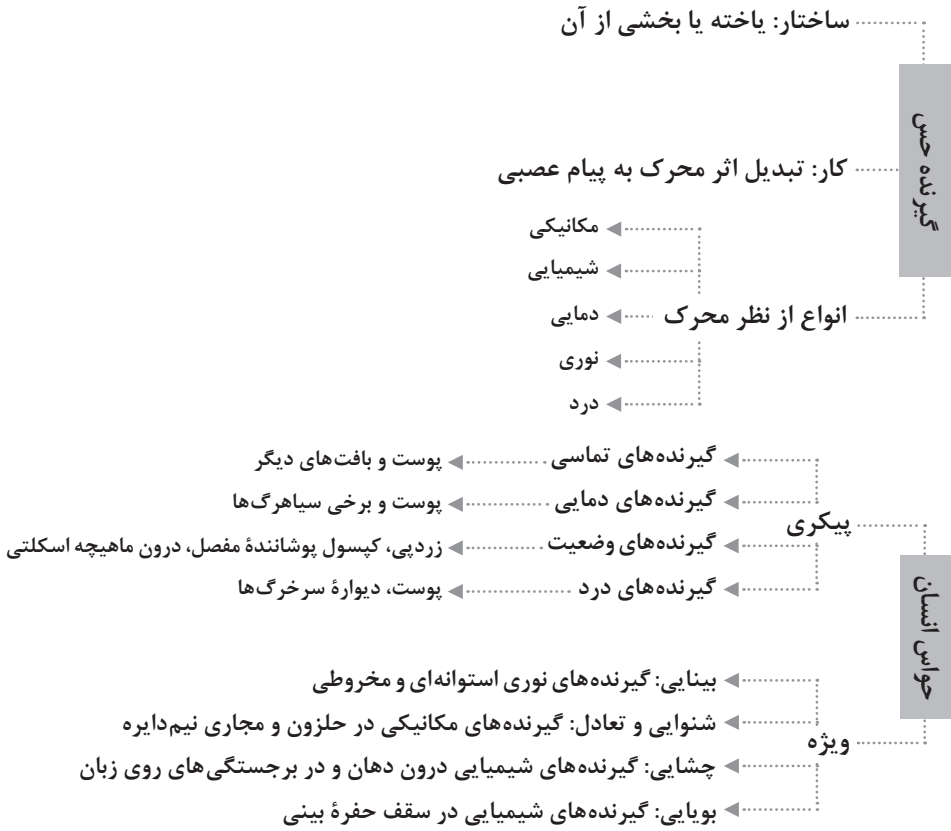 ساختار: یاخته یا بخشی از آن
گیرنده حس
کار: تبدیل اثر محرک به پیام عصبی
انواع از نظر محرک
مکانیکی
شیمیایی
دمایی
نوری
درد
حواس انسان
پیکری
گیرنده‌های تماسی پوست و بافت‌های دیگر
گیرنده‌های دمایی پوست و برخی سیاهرگ‌ها
گیرنده‌های وضعیت زردپی، کپسول پوشانندهٔ مفصل، درون ماهیچه اسکلتی
گیرنده‌های درد پوست، دیوارهٔ سرخرگ‌ها
ویژه
بینایی: گیرنده‌های نوری استوانه‌ای و مخروطی
شنوایی و تعادل: گیرنده‌های مکانیکی در حلزون و مجاری نیم‌دایره
چشایی: گیرنده‌های شیمیایی درون دهان و در برجستگی‌های روی زبان
بویایی: گیرنده‌های شیمیایی در سقف حفرهٔ بینی